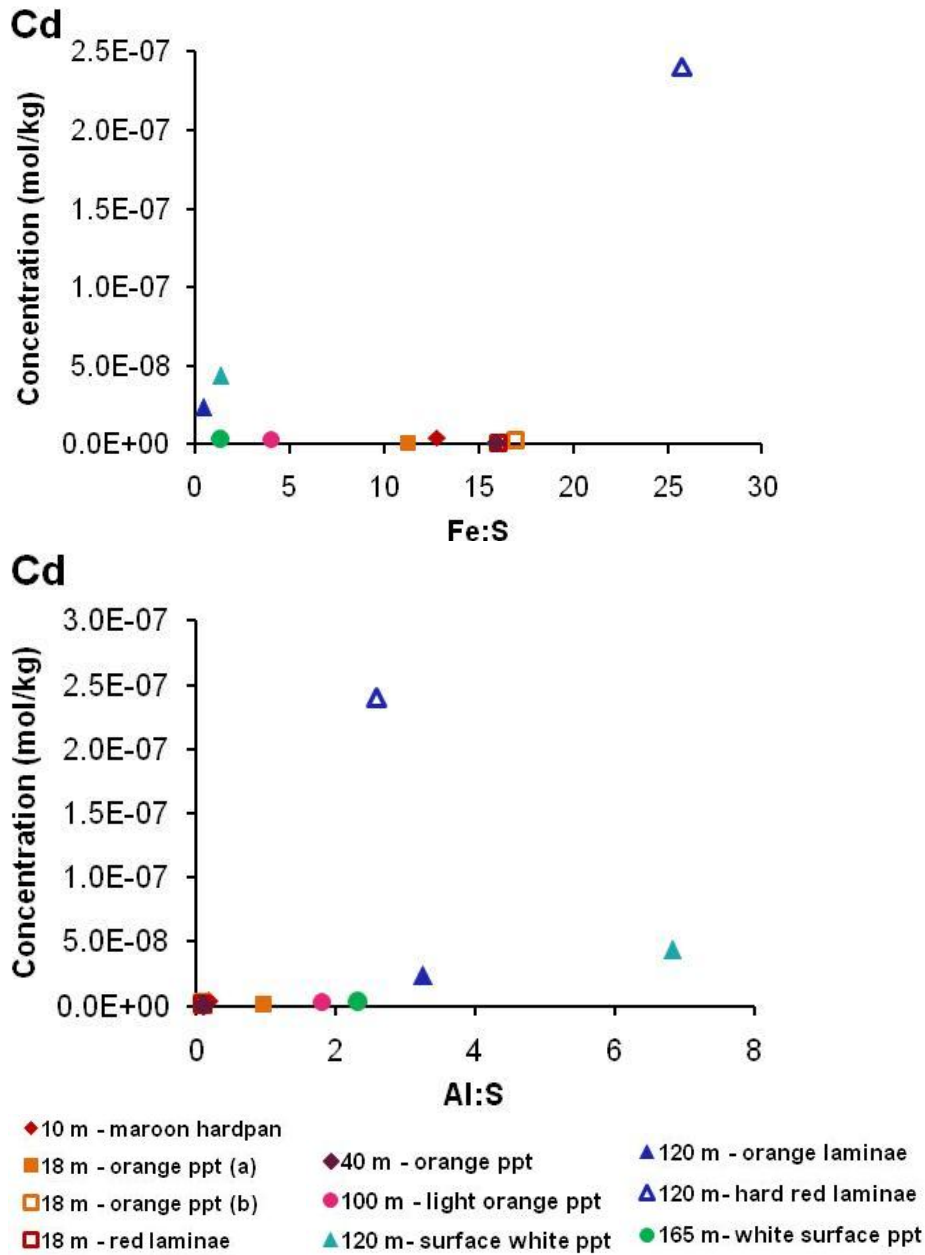 Cd
Concentration (mol/kg)
2.5E-07
2.0E-07
1.5E-07
1.0E-07
5.0E-08
0.0E+00
0 5 10 15 20 25 30
Fe:S
Cd
Concentration (mol/kg)
3.0E-07
2.5E-07
2.0E-07
1.5E-07
1.0E-07
5.0E-08
0.0E+00
0 2 4 6 8
Al:S
10 m - maroon hardpan
18 m - orange ppt (a)
18 m - orange ppt (b)
18 m - red laminae
40 m - orange ppt
100 m - light orange ppt
120 m- surface white ppt
120 m - orange laminae
120 m- hard red laminae
165 m- white surface ppt